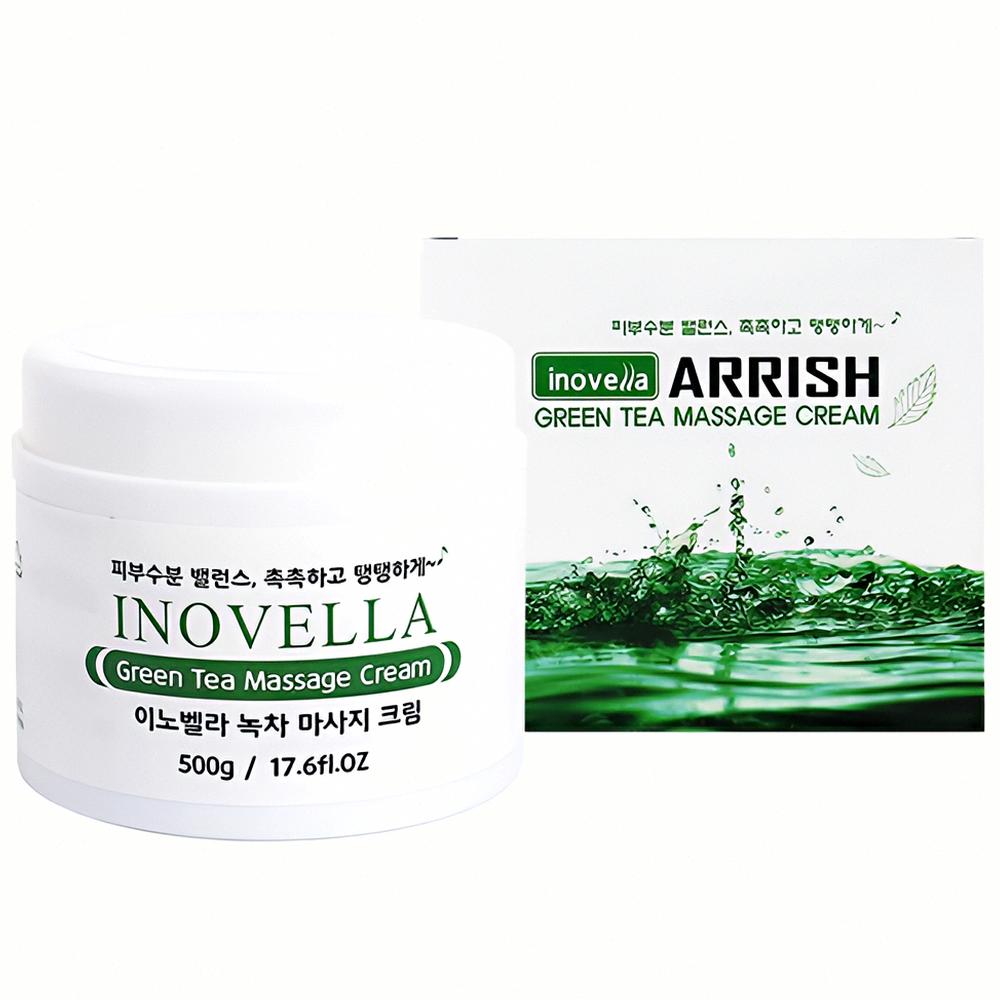 피부수분 밸런스, 촉촉하고 땡땡하게~♪
INOVELLA
Green Tea Massage Cream
이노벨라 녹차 마사지 크림
500g / 17.6fl.OZ
피부수분 밸런스, 촉촉하고 땡땡하게~♪
inovella ARRISH
GREEN TEA MASSAGE CREAM